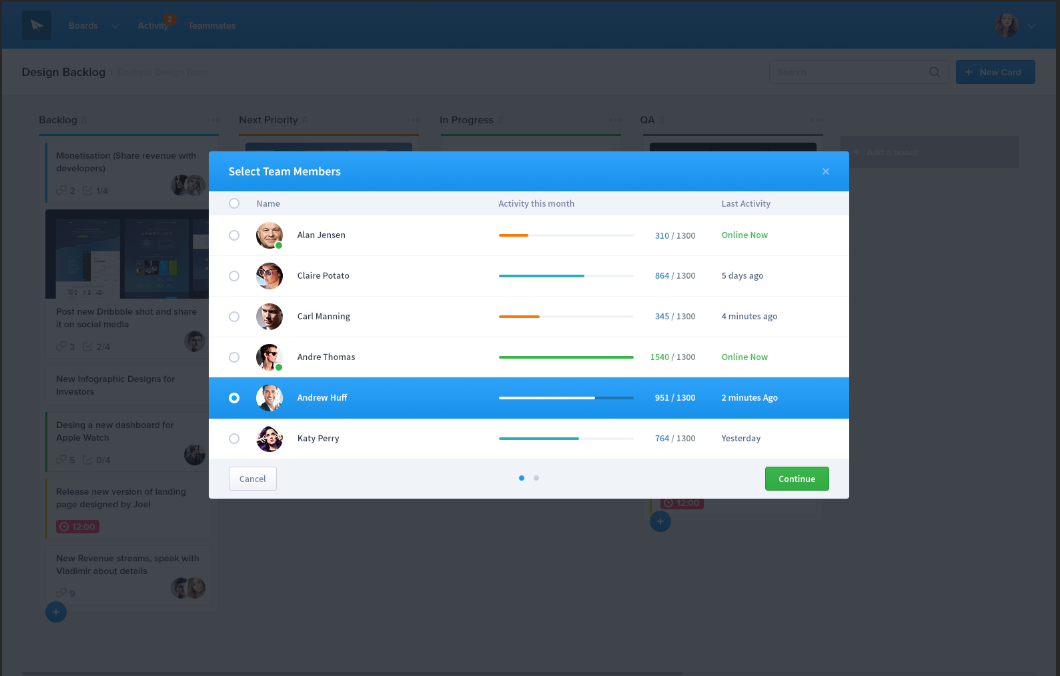 Boards
Activity
2
Teammates
Design Backlog
Search
+ New Card
Backlog
Next Priority
In Progress
QA
Add a board
Monetisation (Share revenue with
developers)
2
1/4
Post new Dribbble shot and share
it on social media
3
2/4
New Infographic Designs for
Investors
Desing a new dashboard for
Apple Watch
5
0/4
Release new version of landing
page designed by Joel
12:00
New Revenue streams, speak with
Vladimir about details
9
Select Team Members
Name
Activity this month
Last Activity
Alan Jensen
310 / 1300
Online Now
Claire Potato
864 / 1300
5 days ago
Carl Manning
345 / 1300
4 minutes ago
Andre Thomas
1540 / 1300
Online Now
Andrew Huff
951 / 1300
2 minutes Ago
Katy Perry
764 / 1300
Yesterday
Cancel
Continue
12:00